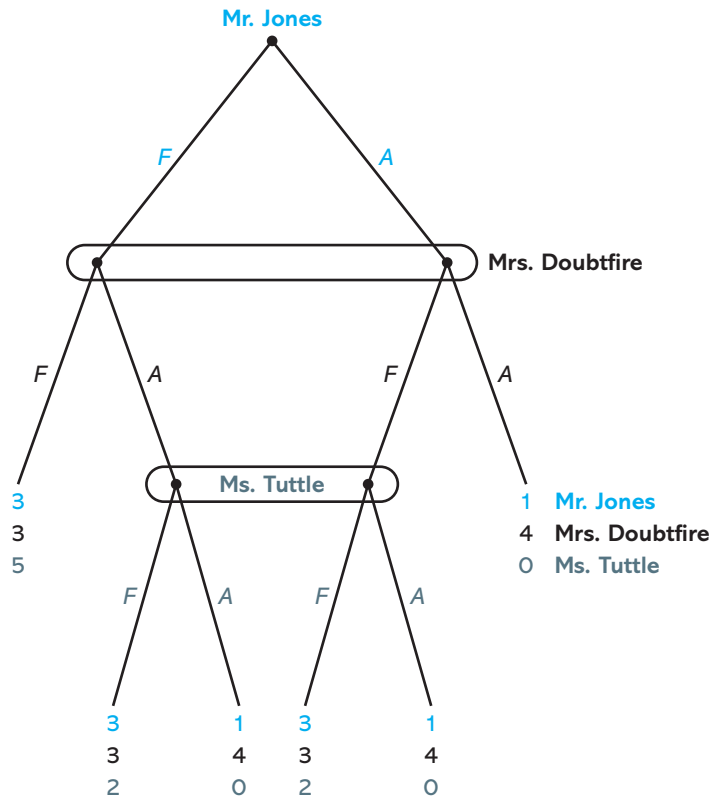 Mr. Jones
F A
Mrs. Doubtfire
F A F A
Ms. Tuttle
3 1 Mr. Jones
3 4 Mrs. Doubtfire
5 0 Ms. Tuttle
F A F A
3 1 3 1
3 4 3 4
2 0 2 0